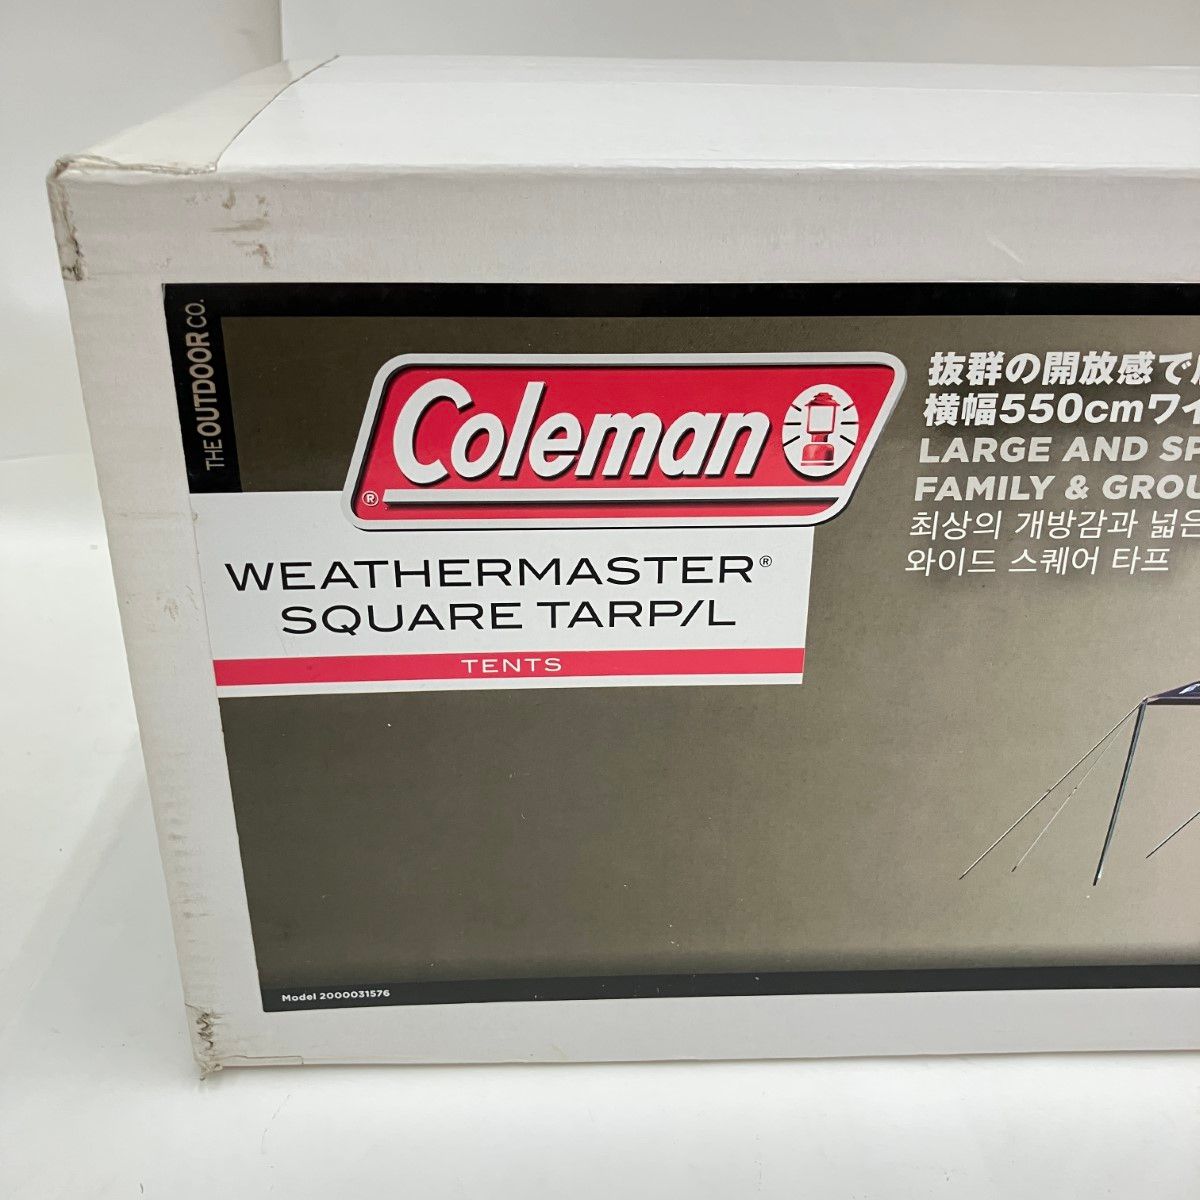 THE OUTDOOR CO.
Coleman
®
WEATHERMASTER®
SQUARE TARP/L
TENTS
抜群の開放感で
横幅550cmワイ
LARGE AND SP
FAMILY & GROU
최상의 개방감과 넓은
와이드 스퀘어 타프
Model 2000031576